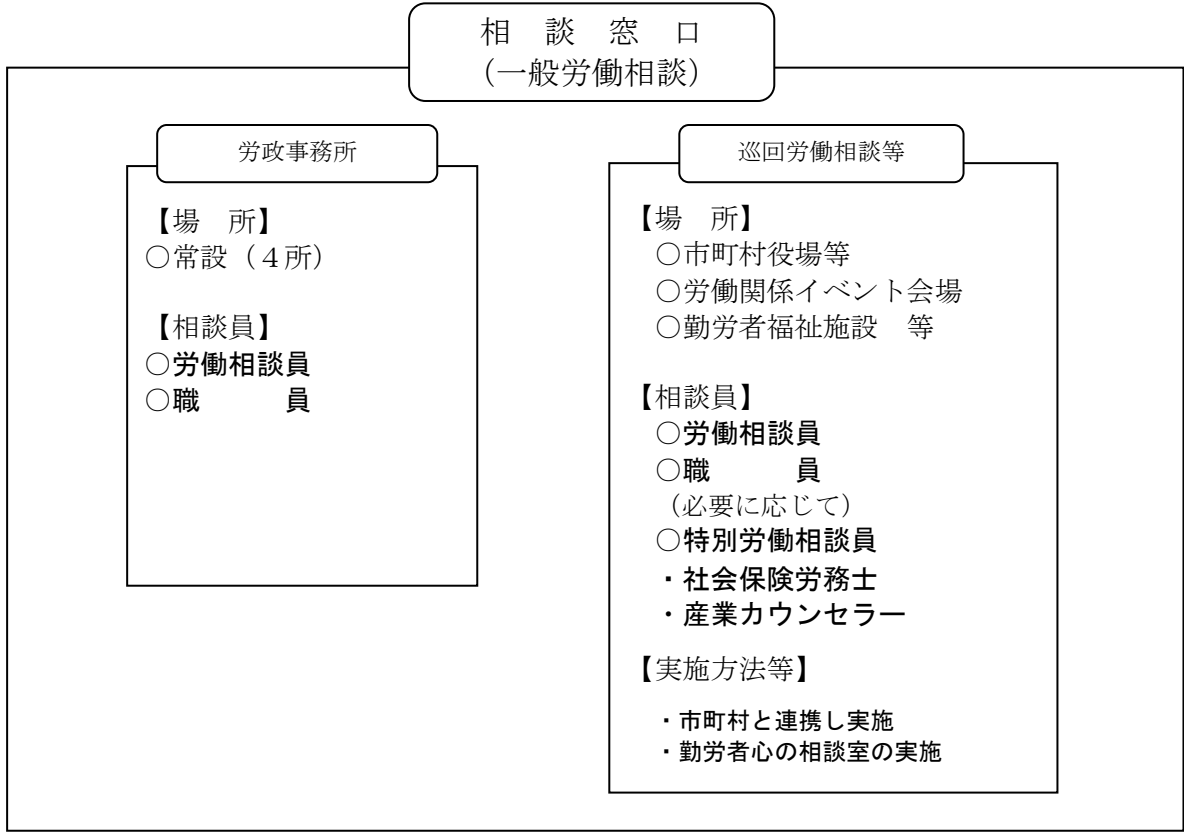 相　談　窓　口
（一般労働相談）
労政事務所
【場　所】
○常設（４所）
【相談員】
○労働相談員
○職　　　員
巡回労働相談等
【場　所】
○市町村役場等
○労働関係イベント会場
○勤労者福祉施設　等
【相談員】
○労働相談員
○職　　　員
（必要に応じて）
○特別労働相談員
・社会保険労務士
・産業カウンセラー
【実施方法等】
・市町村と連携し実施
・勤労者心の相談室の実施